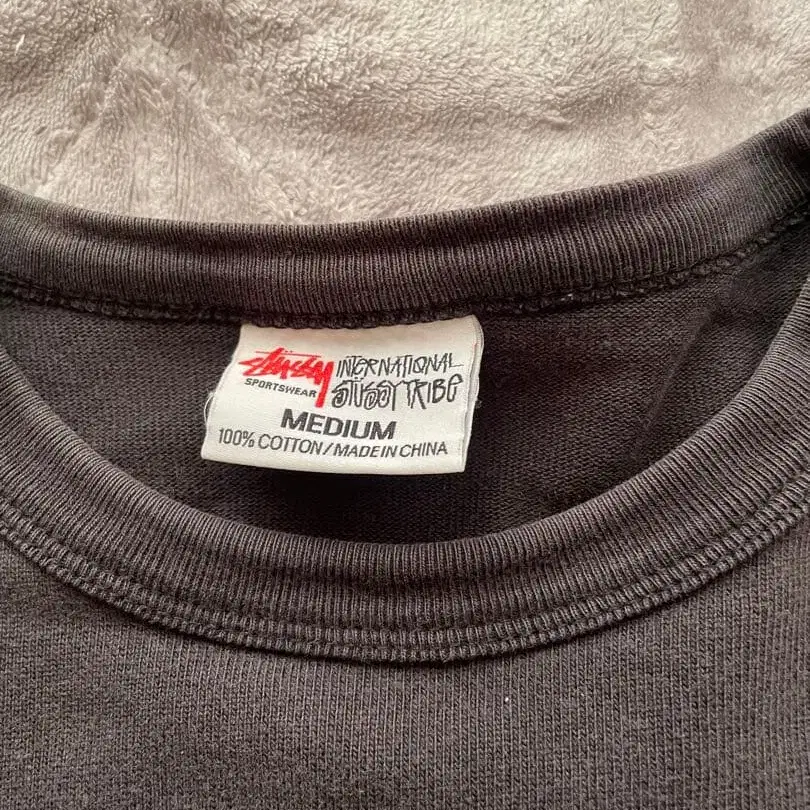 Stüssy INTERNATIONAL
SPORTSWEAR STÜSSY TRIBE
MEDIUM
100% COTTON/MADE IN CHINA